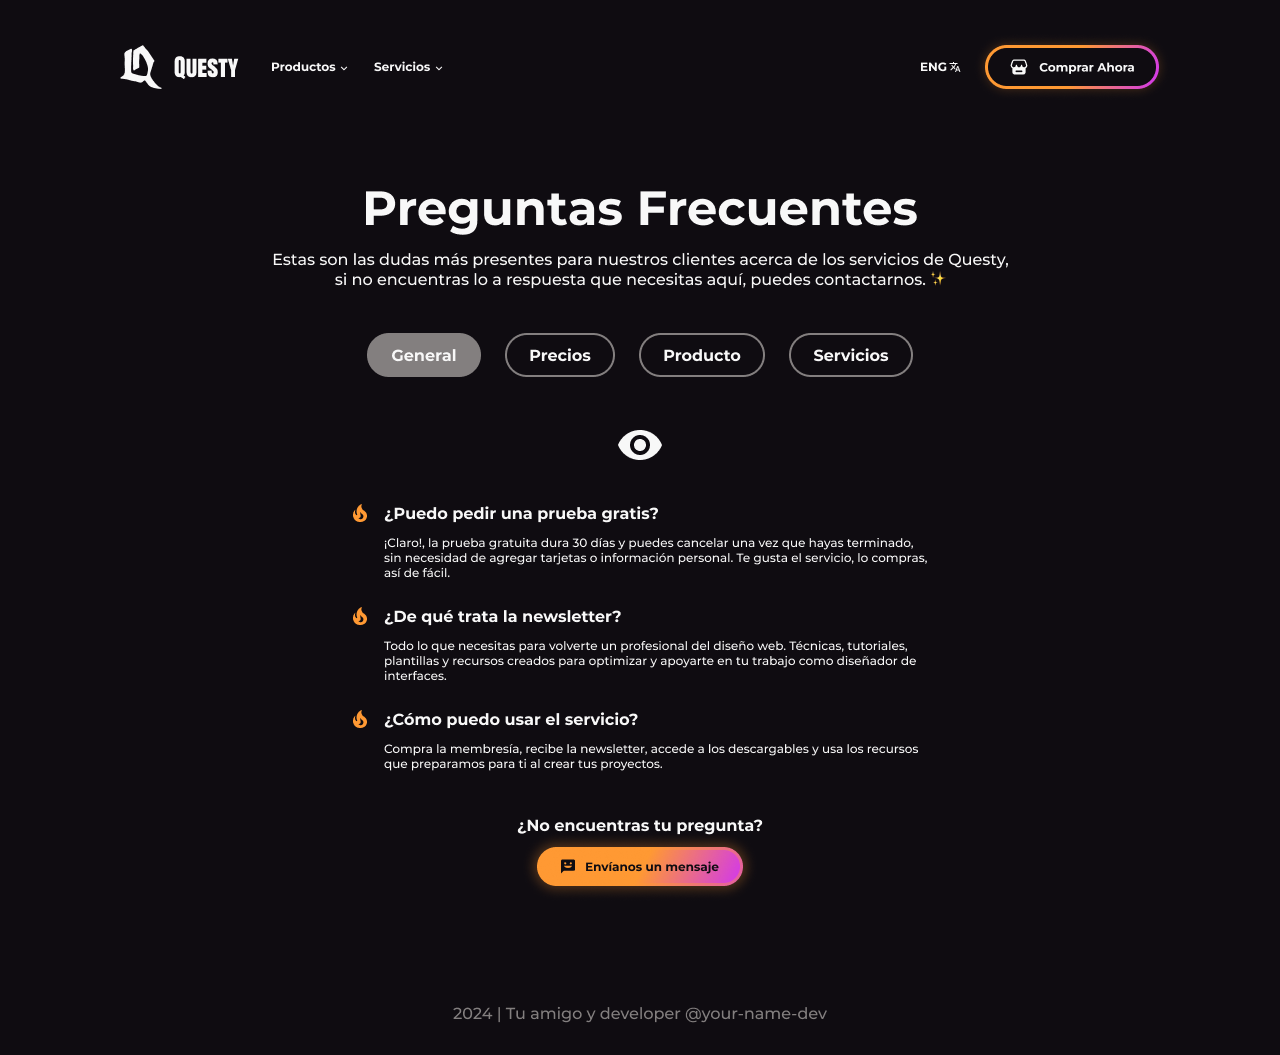 Questy
Productos
Servicios
ENG
Comprar Ahora
Preguntas Frecuentes
Estas son las dudas más presentes para nuestros clientes acerca de los servicios de Questy,
si no encuentras lo a respuesta que necesitas aquí, puedes contactarnos. ✨
General
Precios
Producto
Servicios
¿Puedo pedir una prueba gratis?
¡Claro!, la prueba gratuita dura 30 días y puedes cancelar una vez que hayas terminado,
sin necesidad de agregar tarjetas o información personal. Te gusta el servicio, lo compras,
así de fácil.
¿De qué trata la newsletter?
Todo lo que necesitas para volverte un profesional del diseño web. Técnicas, tutoriales,
plantillas y recursos creados para optimizar y apoyarte en tu trabajo como diseñador de
interfaces.
¿Cómo puedo usar el servicio?
Compra la membresía, recibe la newsletter, accede a los descargables y usa los recursos
que preparamos para ti al crear tus proyectos.
¿No encuentras tu pregunta?
Envíanos un mensaje
2024 | Tu amigo y developer @your-name-dev